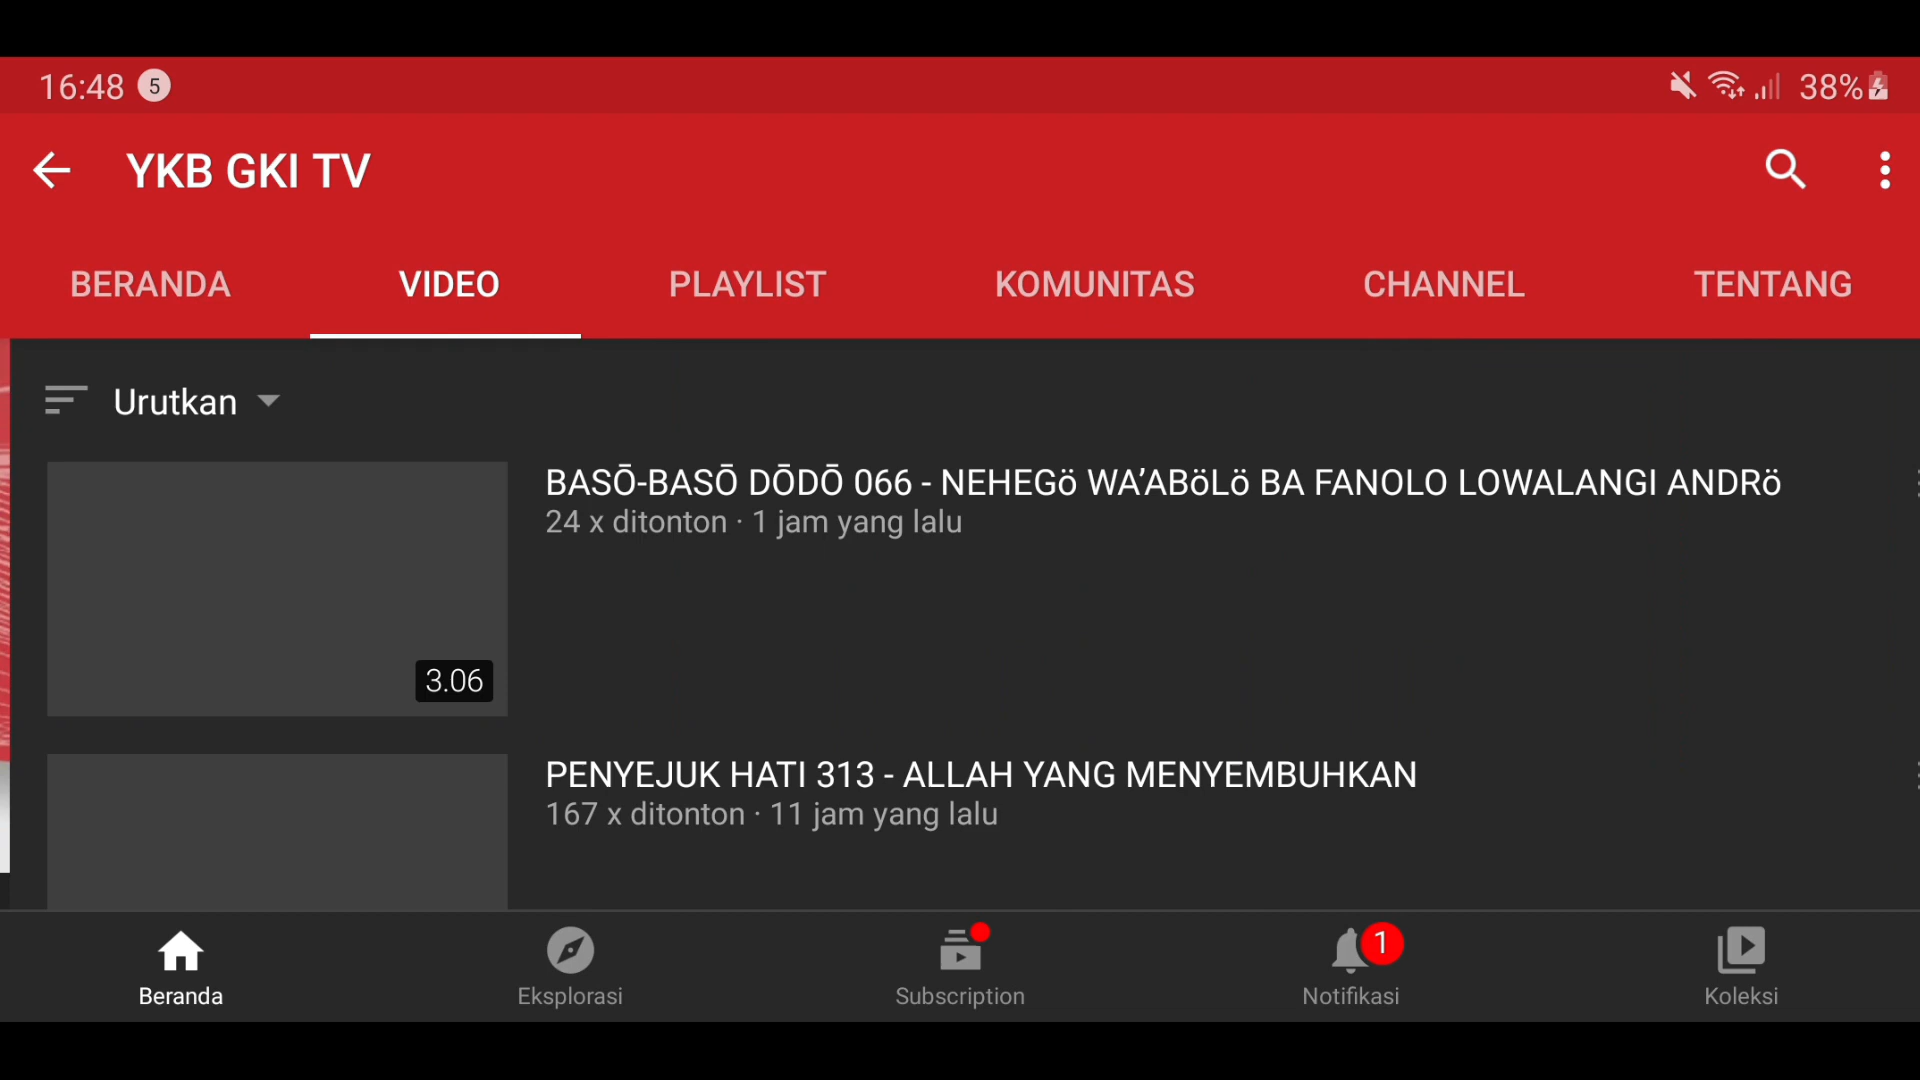 16:48 5 38%
YKB GKI TV
BERANDA VIDEO PLAYLIST KOMUNITAS CHANNEL TENTANG
Urutkan
BASŌ-BASŌ DŌDŌ 066 - NEHEGö WA’ABöLö BA FANOLO LOWALANGI ANDRö
24 x ditonton · 1 jam yang lalu
3.06
PENYEJUK HATI 313 - ALLAH YANG MENYEMBUHKAN
167 x ditonton · 11 jam yang lalu
1
Beranda Eksplorasi Subscription Notifikasi Koleksi